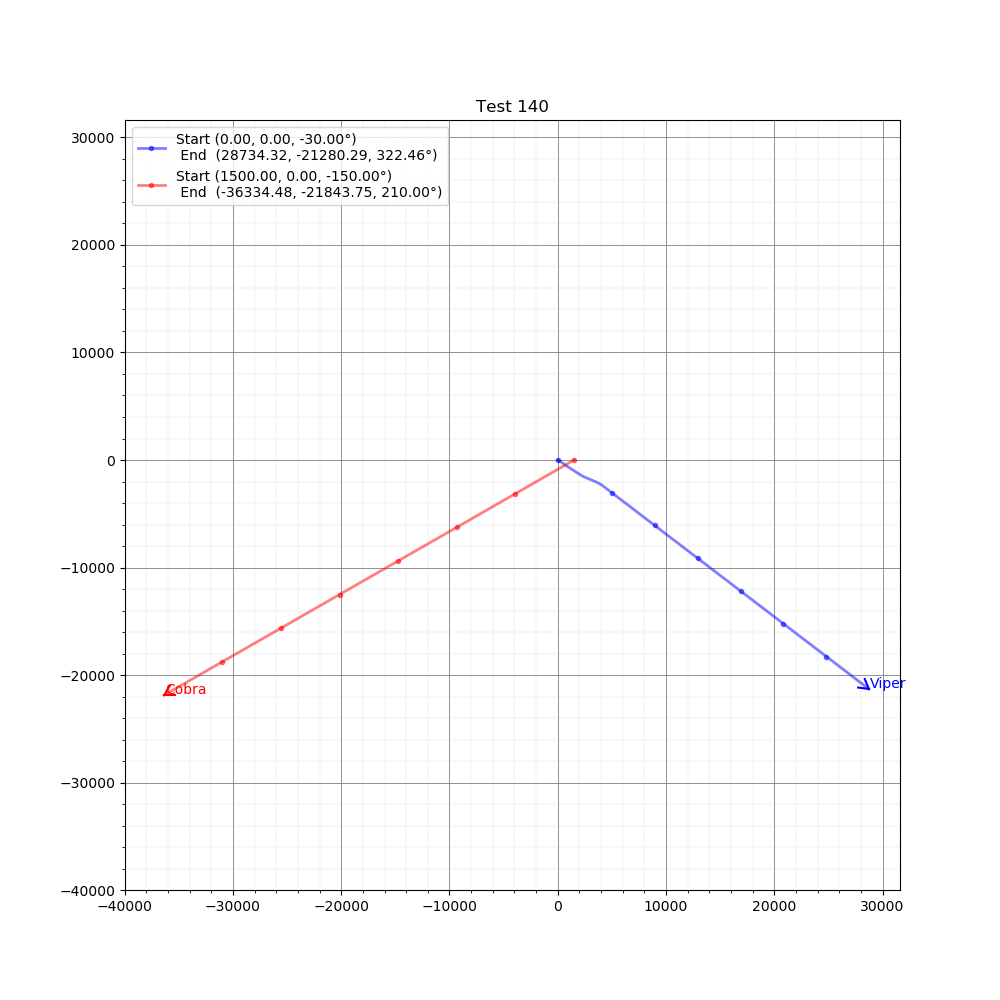 Test 140
Start (0.00, 0.00, -30.00°)
End (28734.32, -21280.29, 322.46°)
Start (1500.00, 0.00, -150.00°)
End (-36334.48, -21843.75, 210.00°)
30000
20000
10000
0
−10000
−20000
−30000
−40000
Cobra
Viper
−40000 −30000 −20000 −10000 0 10000 20000 30000